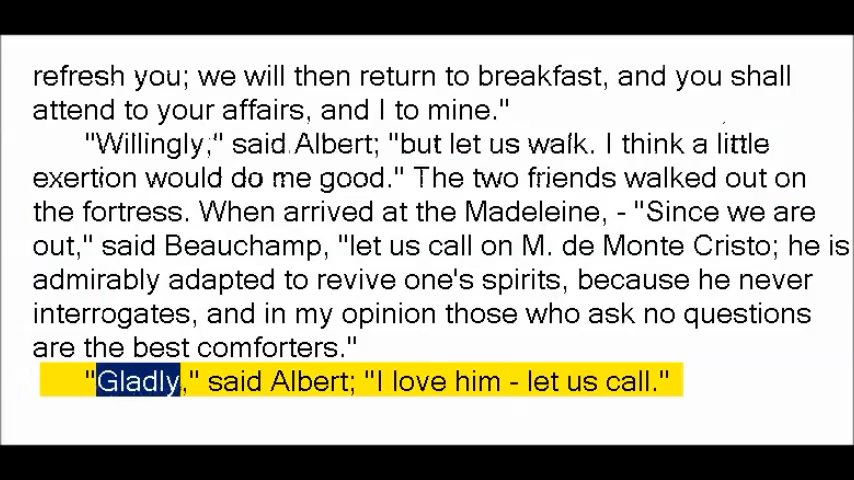 refresh you; we will then return to breakfast, and you shall
attend to your affairs, and I to mine."
"Willingly," said Albert; "but let us walk. I think a little
exertion would do me good." The two friends walked out on
the fortress. When arrived at the Madeleine, - "Since we are
out," said Beauchamp, "let us call on M. de Monte Cristo; he is
admirably adapted to revive one's spirits, because he never
interrogates, and in my opinion those who ask no questions
are the best comforters."
"Gladly," said Albert; "I love him - let us call."